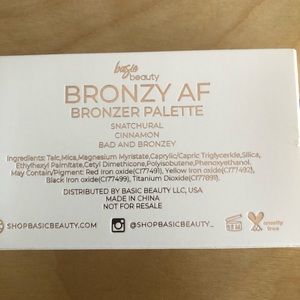 basic
beauty
BRONZY AF
BRONZER PALETTE
SNATCHURAL
CINNAMON
BAD AND BRONZEY
Ingredients: Talc,Mica,Magnesium Myristate,Caprylic/Capric Triglyceride,Silica,
Ethylhexyl Palmitate,Cetyl Dimethicone,Polyisobutene,Phenoxyethanol,
May Contain/Pigment: Red Iron oxide(CI77491), Yellow Iron oxide(CI77492),
Black Iron oxide(CI77499), Titanium Dioxide(CI77891).
DISTRIBUTED BY BASIC BEAUTY LLC, USA
MADE IN CHINA
NOT FOR RESALE
SHOPBASICBEAUTY.COM
@SHOPBASICBEAUTY_
cruelty
free